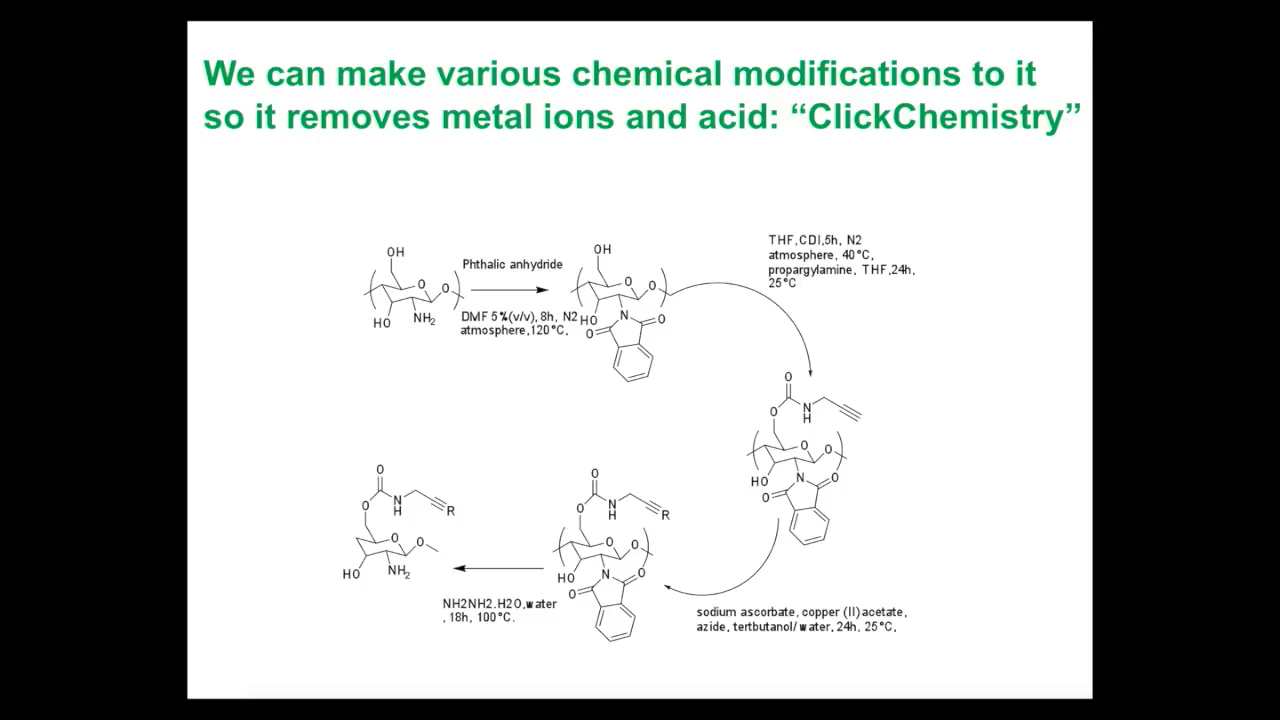 We can make various chemical modifications to it
so it removes metal ions and acid: “ClickChemistry”
OH
O
O
HO
NH2
Phthalic anhydride
DMF 5%(v/v), 8h, N2
atmosphere,120°C,
OH
O
O
HO
N
O
O
THF,CDI,5h, N2
atmosphere, 40°C,
propargylamine, THF,24h,
25°C
O
O
N
H
O
O
HO
N
O
O
sodium ascorbate, copper (II) acetate,
azide, tertbutanol/water, 24h, 25°C,
O
O
N
H
R
O
O
HO
N
O
O
NH2NH2.H2O,water
, 18h, 100°C.
O
O
N
H
R
O
O
HO
NH2